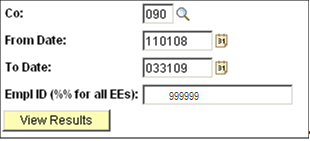 Co: 090
From Date: 110108
To Date: 033109
Empl ID (%% for all EEs): 999999
View Results